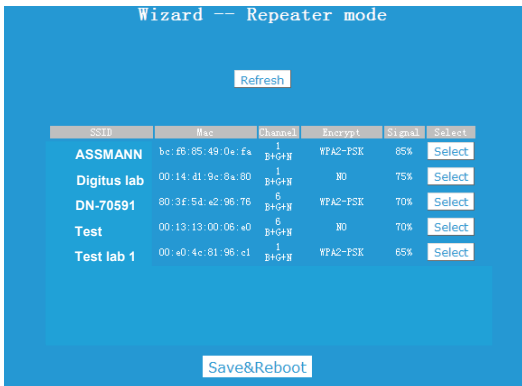 Wizard -- Repeater mode
Refresh
SSID Mac Channel Encrypt Signal Select
ASSMANN bc:f6:85:49:0e:fa 1 B+G+N WPA2-PSK 85% Select
Digitus lab 00:14:d1:9c:8a:80 1 B+G+N NO 75% Select
DN-70591 80:3f:5d:e2:96:76 6 B+G+N WPA2-PSK 70% Select
Test 00:13:13:00:06:e0 6 B+G+N NO 70% Select
Test lab 1 00:e0:4c:81:96:c1 1 B+G+N WPA2-PSK 65% Select
Save&Reboot